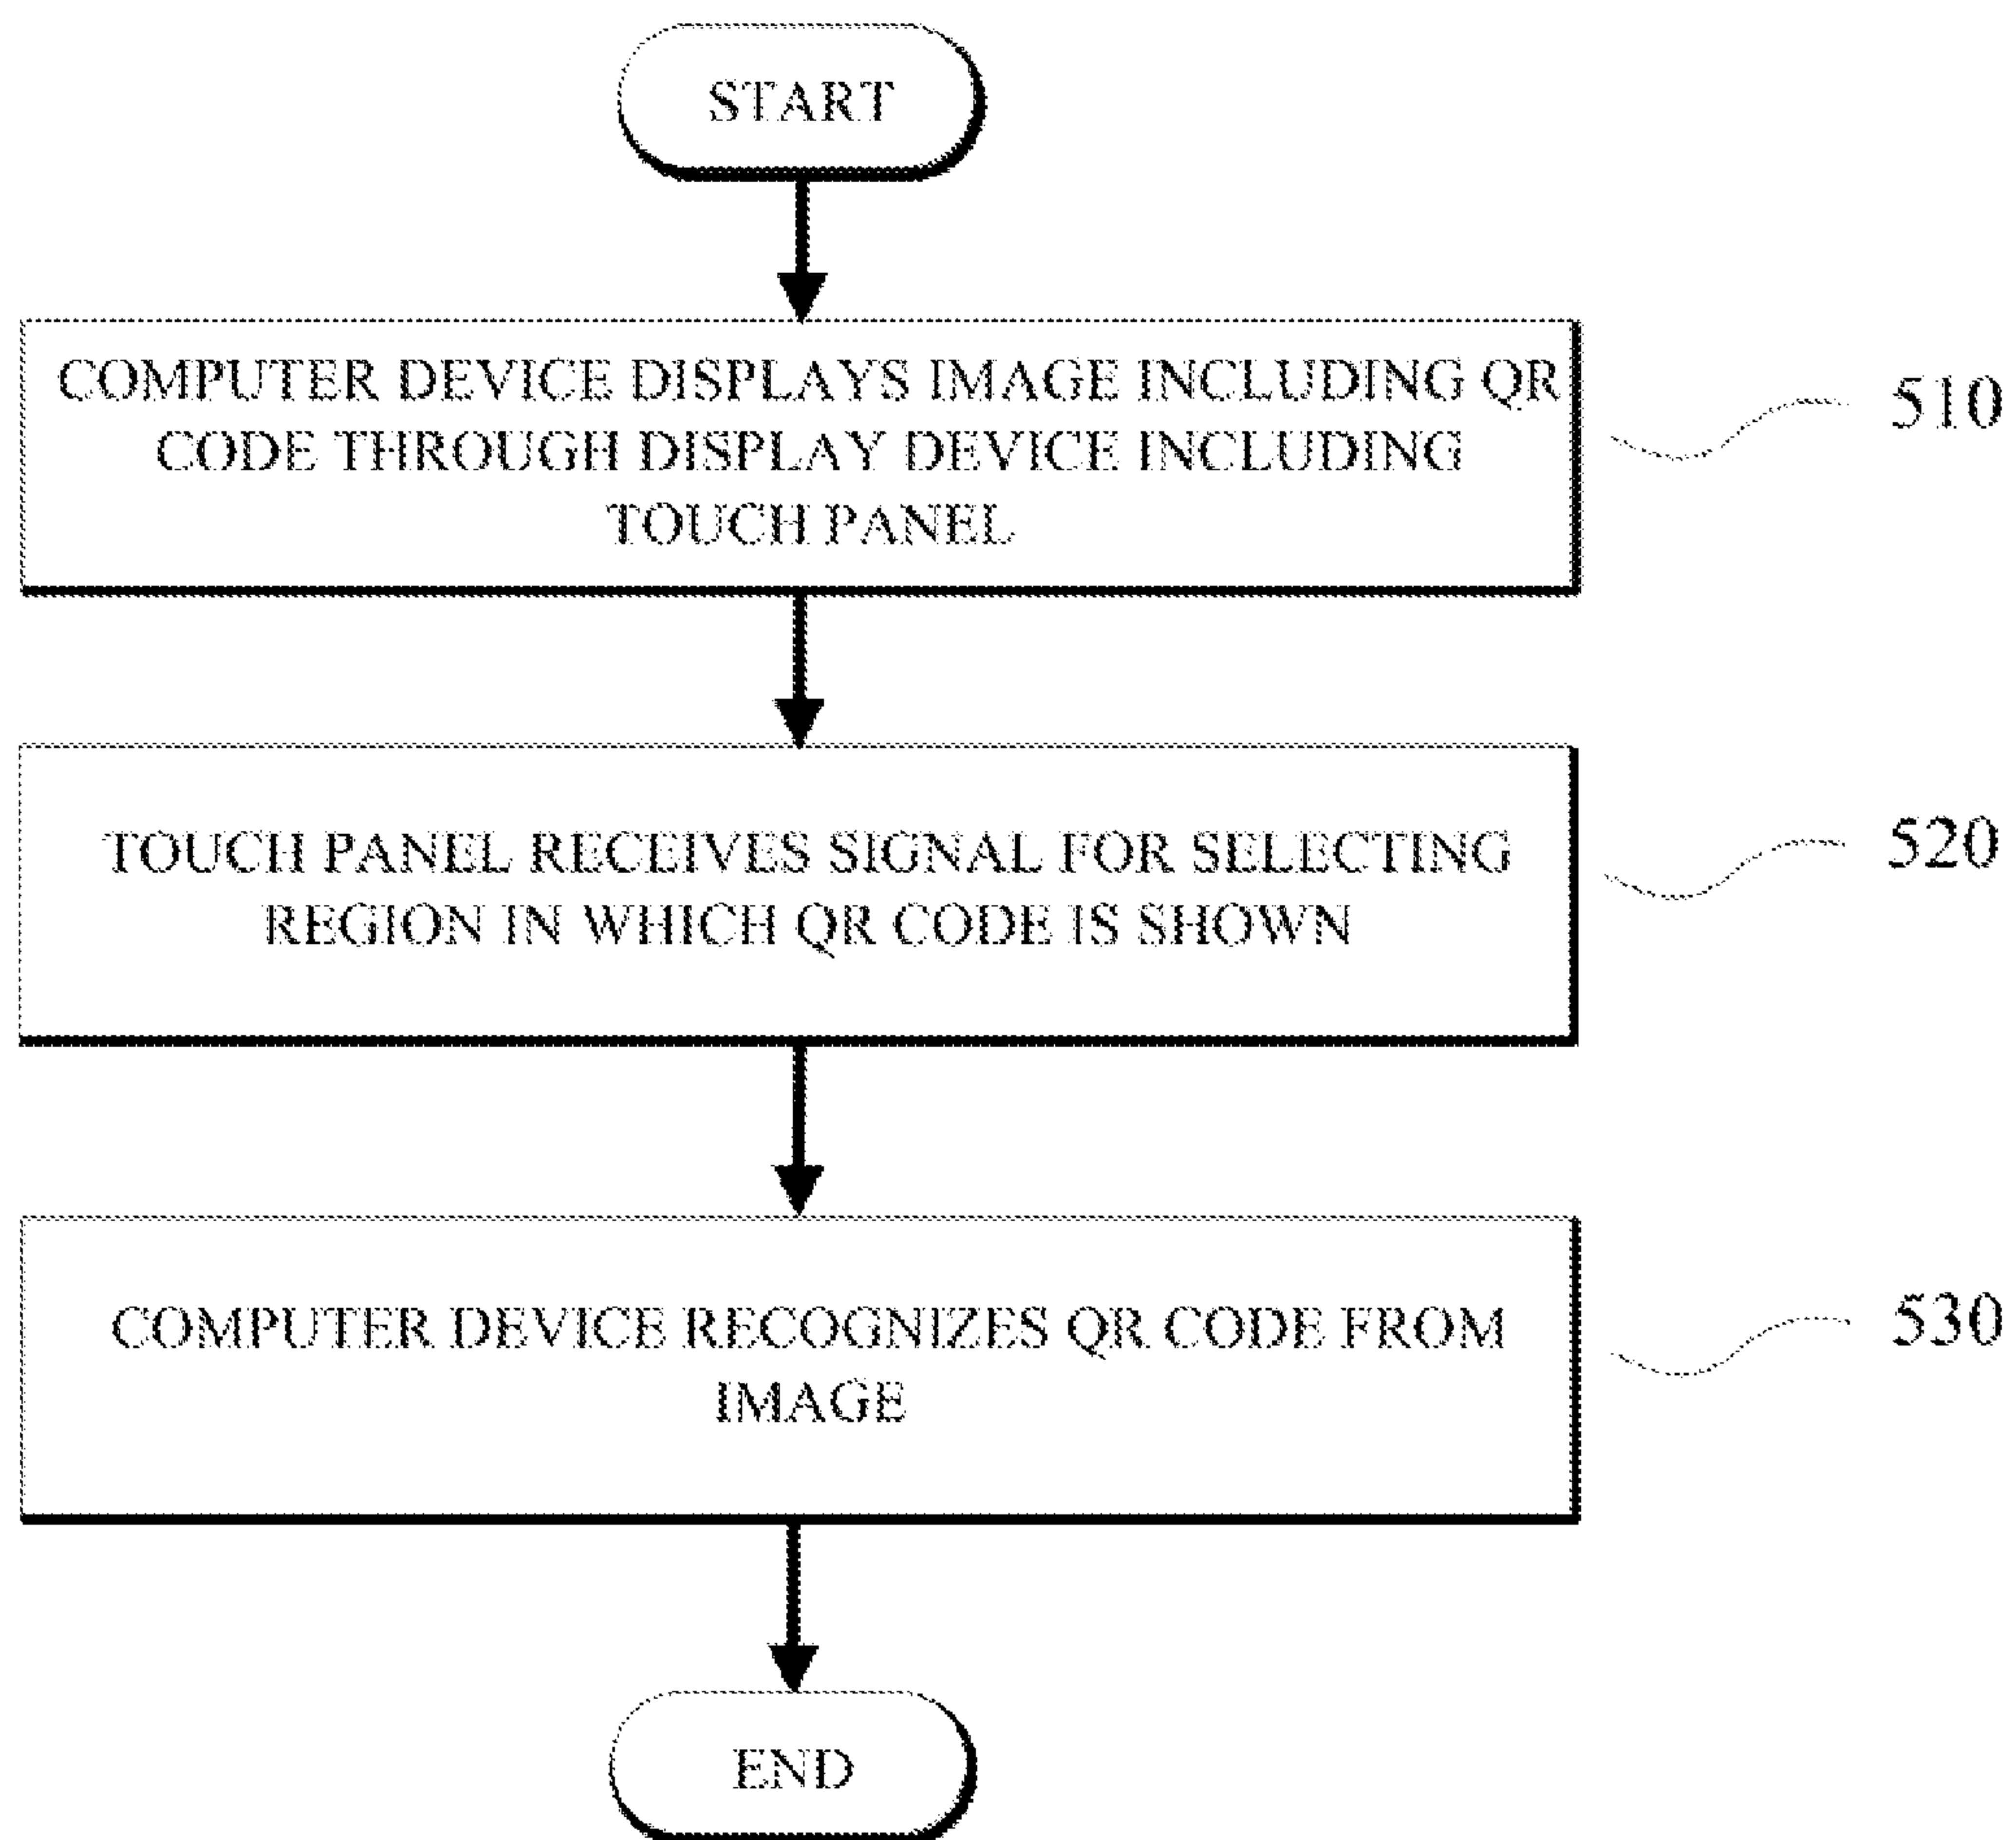 START
COMPUTER DEVICE DISPLAYS IMAGE INCLUDING QR
CODE THROUGH DISPLAY DEVICE INCLUDING
TOUCH PANEL
510
TOUCH PANEL RECEIVES SIGNAL FOR SELECTING
REGION IN WHICH QR CODE IS SHOWN
520
COMPUTER DEVICE RECOGNIZES QR CODE FROM
IMAGE
530
END